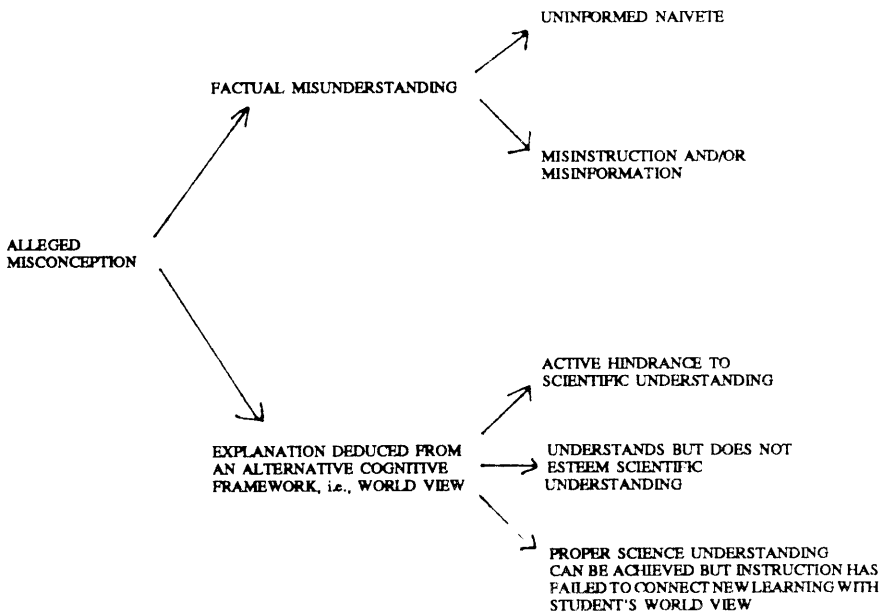 UNINFORMED NAIVETE
FACTUAL MISUNDERSTANDING
MISINSTRUCTION AND/OR
MISINFORMATION
ALLEGED
MISCONCEPTION
ACTIVE HINDRANCE TO
SCIENTIFIC UNDERSTANDING
EXPLANATION DEDUCED FROM
AN ALTERNATIVE COGNITIVE
FRAMEWORK, i.e., WORLD VIEW
UNDERSTANDS BUT DOES NOT
ESTEEM SCIENTIFIC
UNDERSTANDING
PROPER SCIENCE UNDERSTANDING
CAN BE ACHIEVED BUT INSTRUCTION HAS
FAILED TO CONNECT NEW LEARNING WITH
STUDENT'S WORLD VIEW